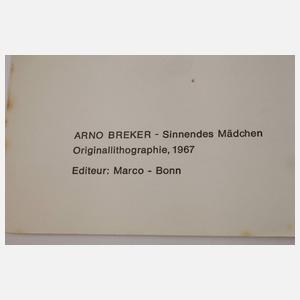 ARNO BREKER - Sinnendes Mädchen
Originallithographie, 1967
Editeur: Marco - Bonn